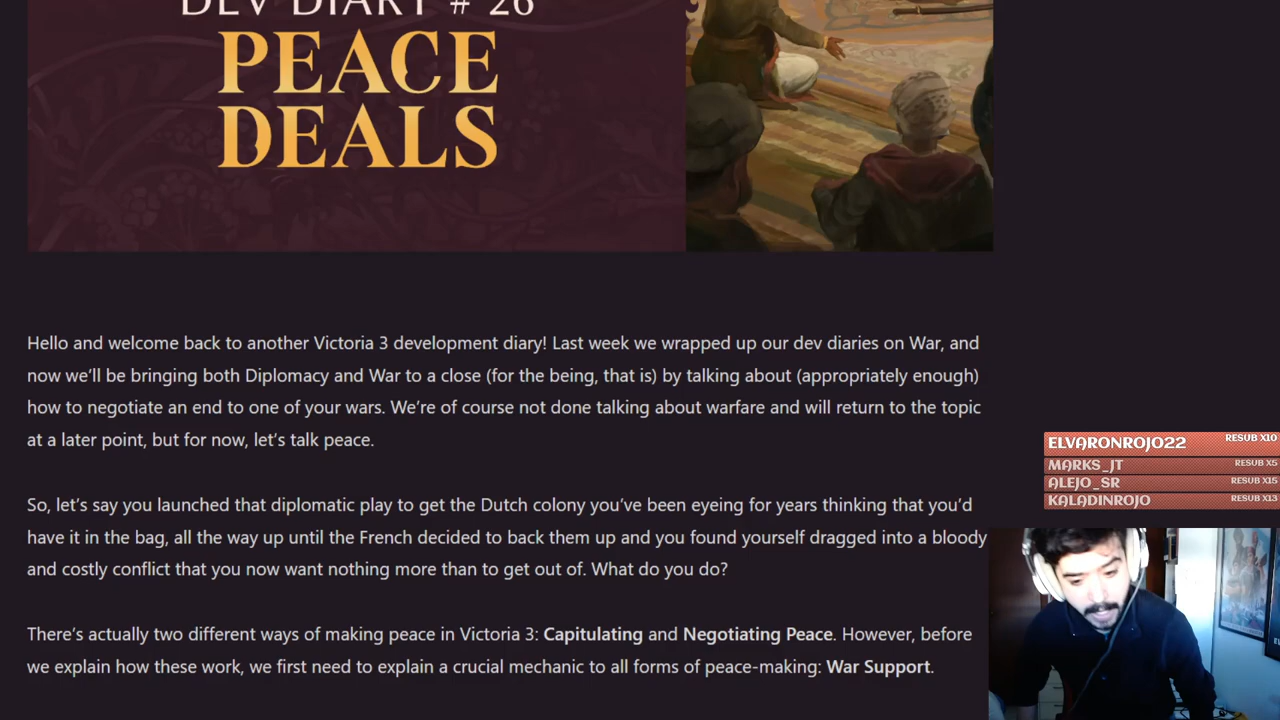 DEV DIARY # 26
PEACE
DEALS
Hello and welcome back to another Victoria 3 development diary! Last week we wrapped up our dev diaries on War, and
now we’ll be bringing both Diplomacy and War to a close (for the being, that is) by talking about (appropriately enough)
how to negotiate an end to one of your wars. We’re of course not done talking about warfare and will return to the topic
at a later point, but for now, let’s talk peace.
So, let’s say you launched that diplomatic play to get the Dutch colony you’ve been eyeing for years thinking that you’d
have it in the bag, all the way up until the French decided to back them up and you found yourself dragged into a bloody
and costly conflict that you now want nothing more than to get out of. What do you do?
There’s actually two different ways of making peace in Victoria 3: Capitulating and Negotiating Peace. However, before
we explain how these work, we first need to explain a crucial mechanic to all forms of peace-making: War Support.
ELVARONROJO22 RESUB X10
MARKS_JT RESUB X5
ALEJO_SR RESUB X15
KALADINROJO RESUB X13